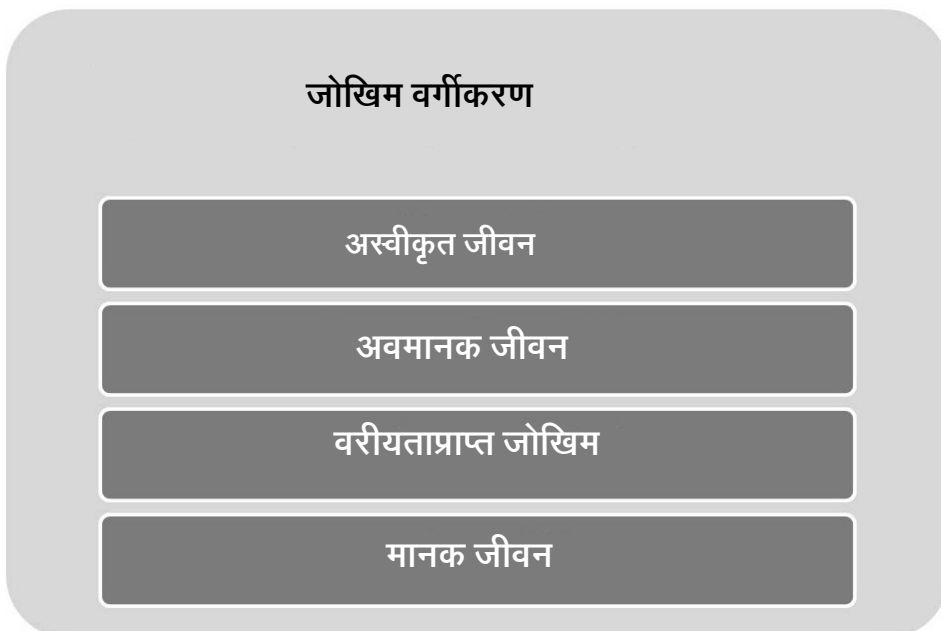 जोखिम वर्गीकरण
अस्वीकृत जीवन
अवमानक जीवन
वरीयताप्राप्त जोखिम
मानक जीवन